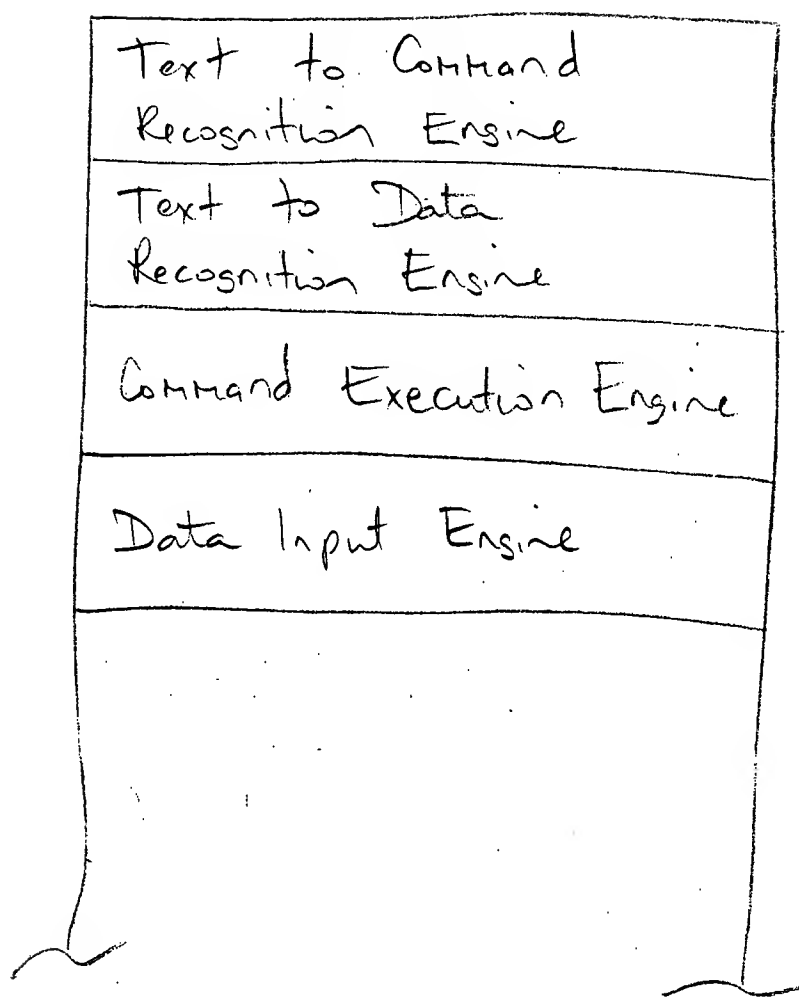 Text to Command
Recognition Engine
Text to Data
Recognition Engine
Command Execution Engine
Data Input Engine